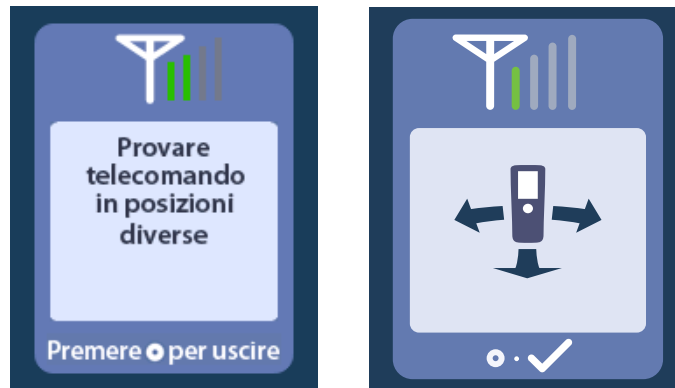 Provare
telecomando
in posizioni
diverse
Premere per uscire